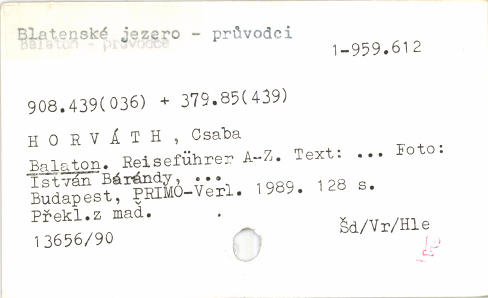 Blatenské jezero - průvodci
Balaton - průvodce
1-959.612
908.439(036) + 379.85(439)
H O R V Á T H , Csaba
Balaton. Reiseführer A-Z. Text: ... Foto:
István Bárándy, ...
Budapest, PRIMO-Verl. 1989. 128 s.
Překl.z maď.
13656/90
Šd/Vr/Hle